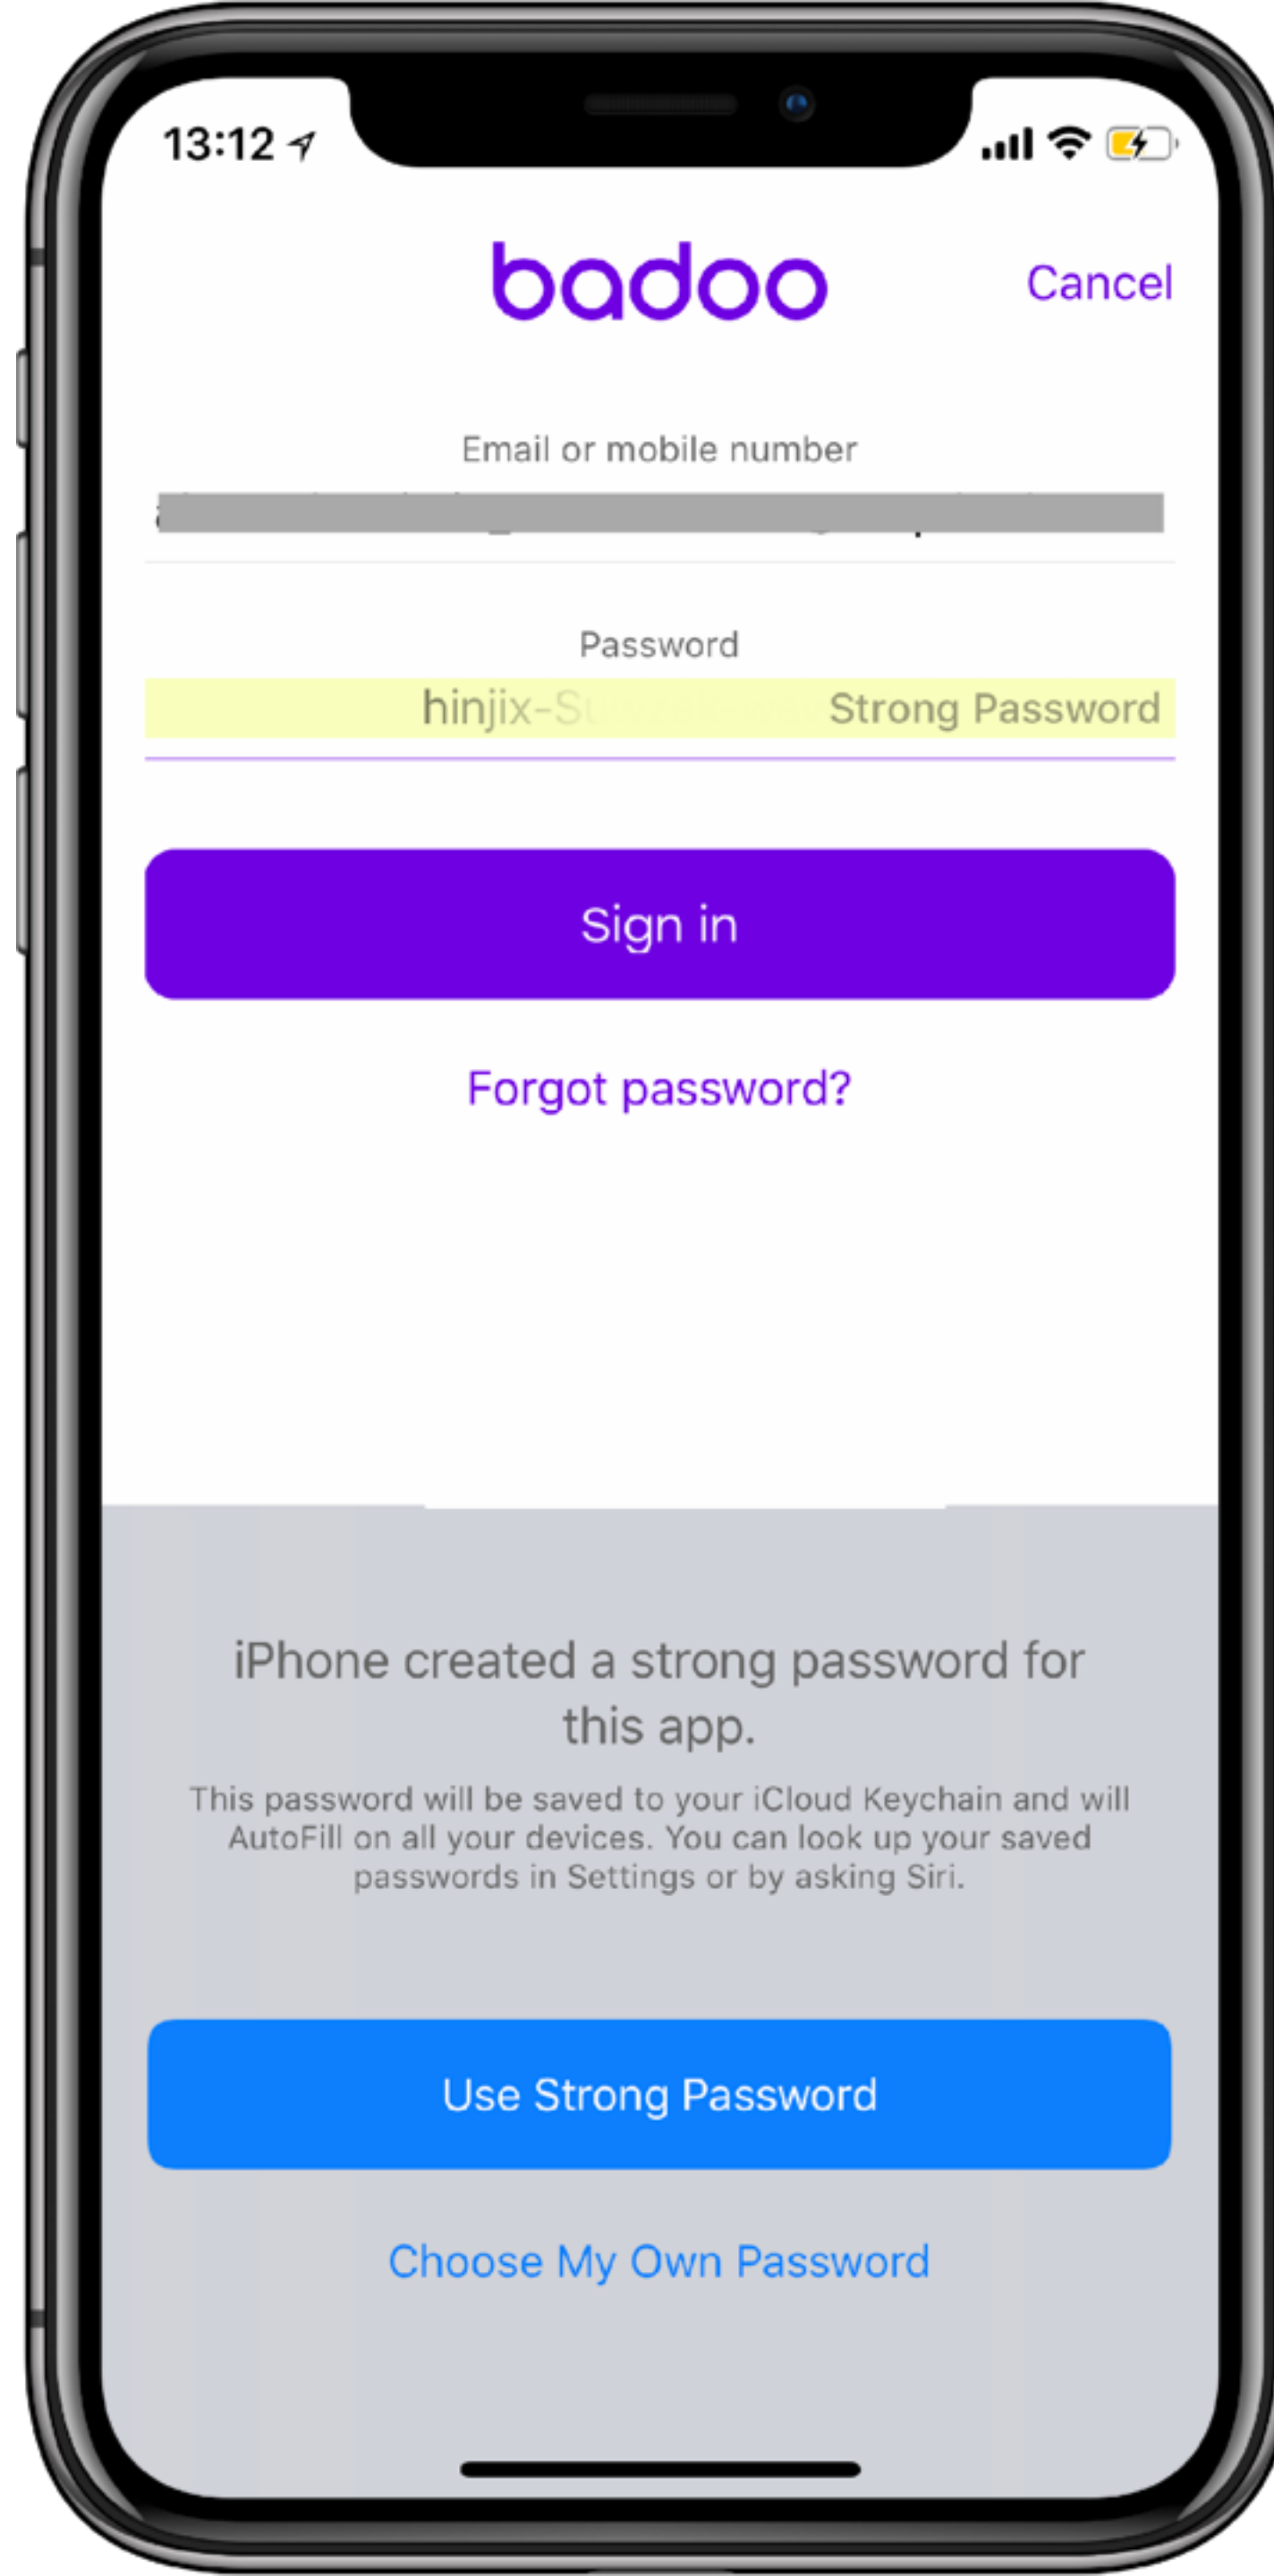 13:12
badoo
Cancel
Email or mobile number
Password
hinjix-Su
Strong Password
Sign in
Forgot password?
iPhone created a strong password for
this app.
This password will be saved to your iCloud Keychain and will
AutoFill on all your devices. You can look up your saved
passwords in Settings or by asking Siri.
Use Strong Password
Choose My Own Password